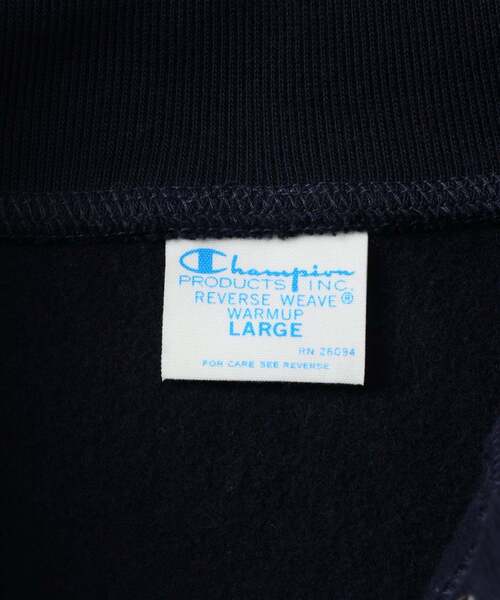 Champion
PRODUCTS INC.
REVERSE WEAVE®
WARMUP
LARGE
RN 26094
FOR CARE SEE REVERSE